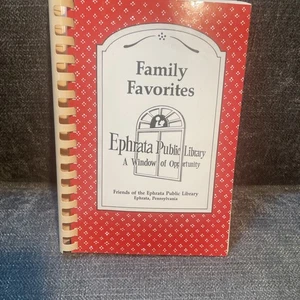 Family
Favorites
Ephrata Public Library
A Window of Opportunity
Friends of the Ephrata Public Library
Ephrata, Pennsylvania